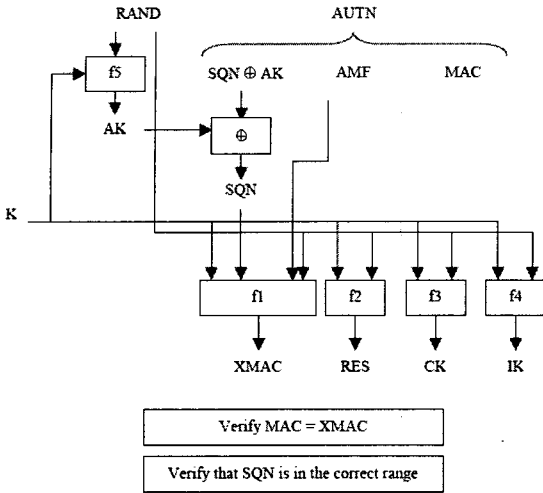 RAND AUTN
f5 SQN ⊕ AK AMF MAC
AK ⊕
SQN
K
f1 f2 f3 f4
XMAC RES CK IK
Verify MAC = XMAC
Verify that SQN is in the correct range